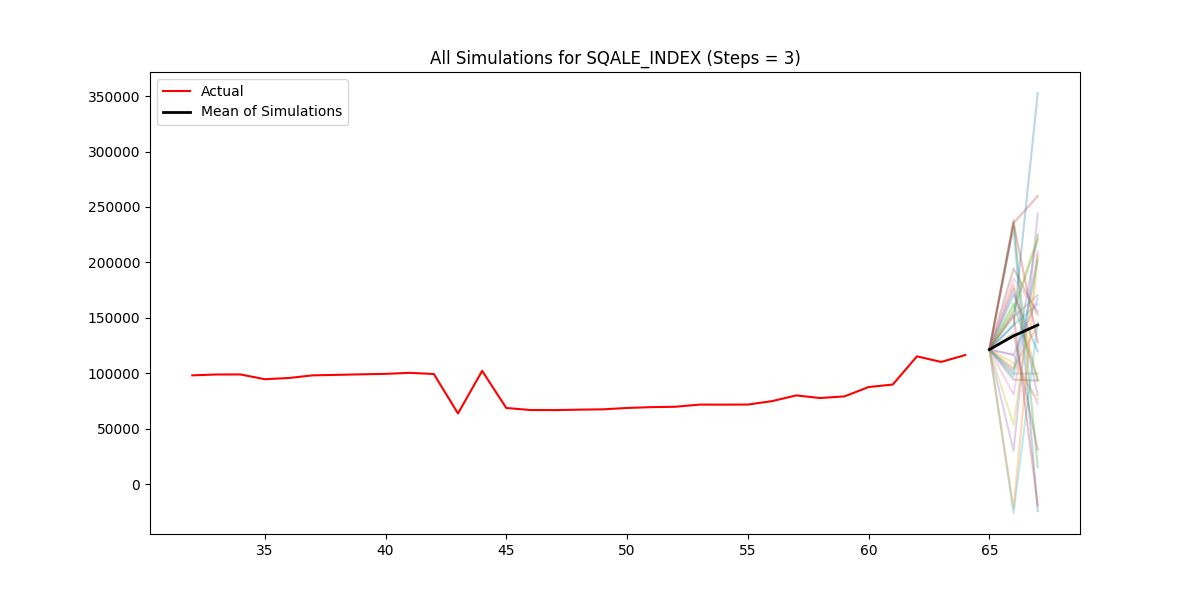 All Simulations for SQALE_INDEX (Steps = 3)
Actual
Mean of Simulations
350000
300000
250000
200000
150000
100000
50000
0
35 40 45 50 55 60 65